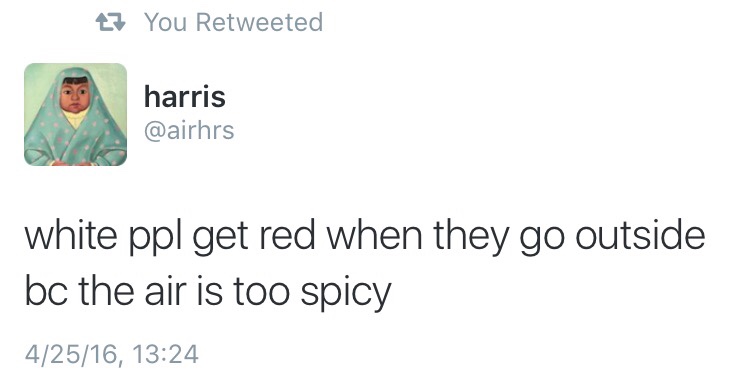 You Retweeted
harris
@airhrs
white ppl get red when they go outside
bc the air is too spicy
4/25/16, 13:24